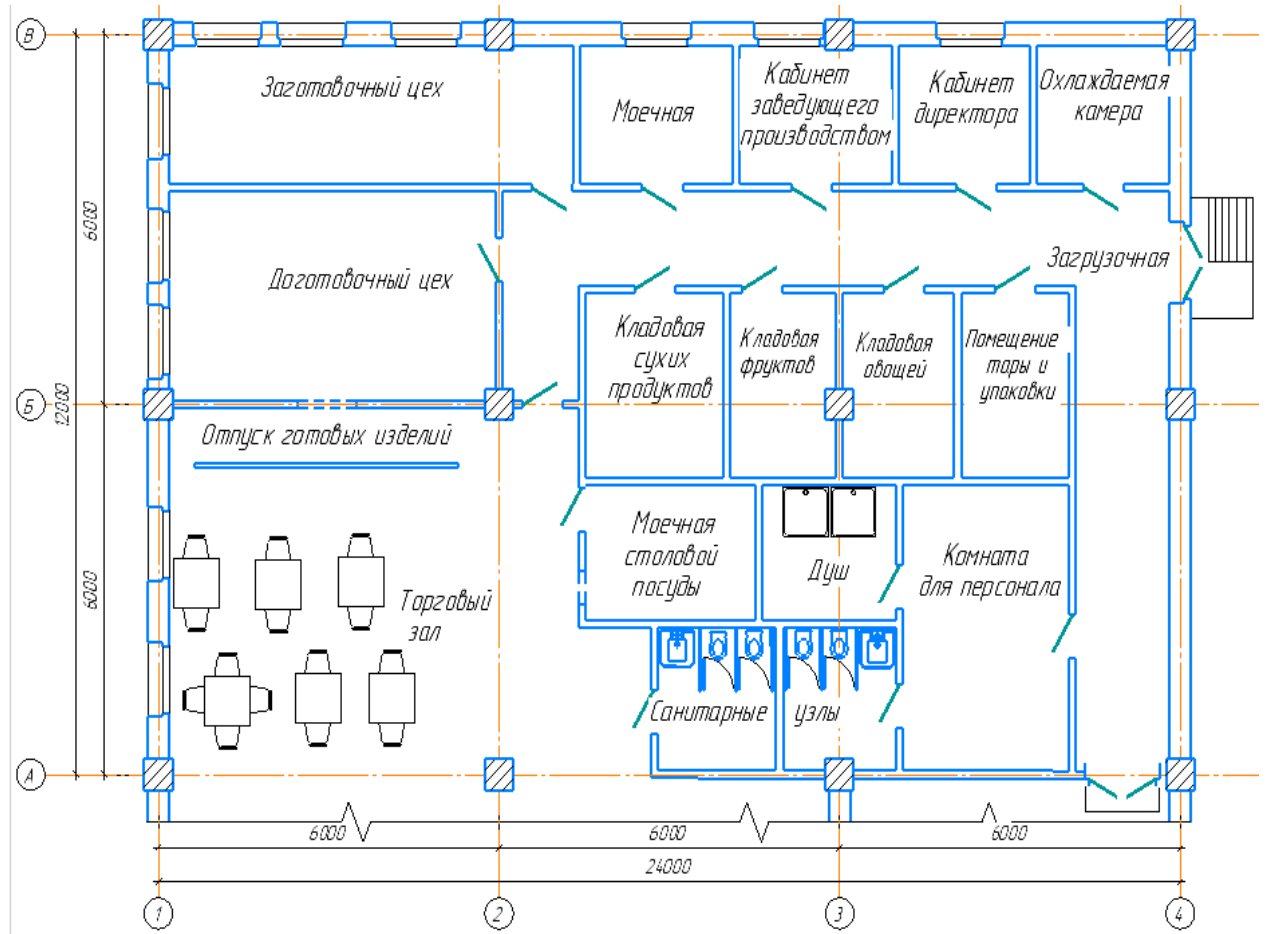 В
Заготовочный цех
Моечная
Кабинет
заведующего
производством
Кабинет
директора
Охлаждаемая
камера
6000
Доготовочный цех
Загрузочная
Кладовая
сухих
продуктов
Кладовая
фруктов
Кладовая
овощей
Помещение
тары и
упаковки
Б
12000
Отпуск готовых изделий
6000
Моечная
столовой
посуды
Душ
Комната
для персонала
Торговый
зал
Санитарные узлы
А
6000
6000
6000
24000
1
2
3
4